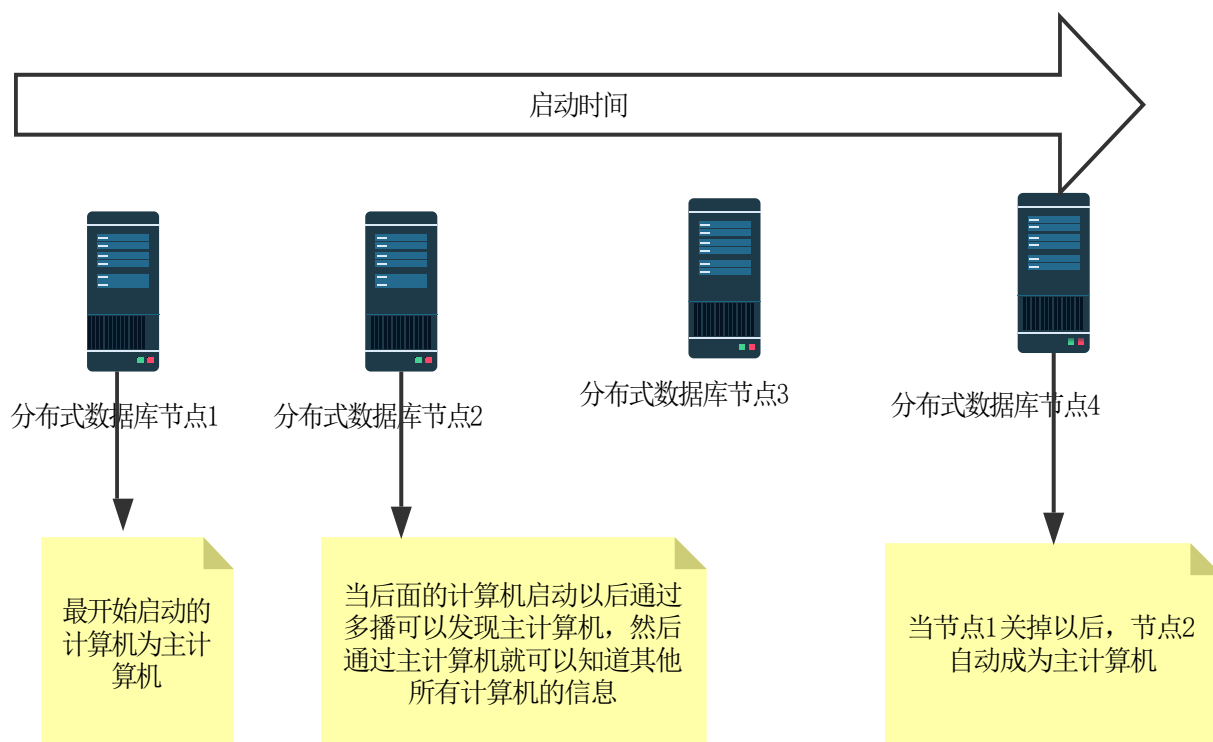 启动时间
分布式数据库节点1
分布式数据库节点2
分布式数据库节点3
分布式数据库节点4
最开始启动的
计算机为主计
算机
当后面的计算机启动以后通过
多播可以发现主计算机，然后
通过主计算机就可以知道其他
所有计算机的信息
当节点1关掉以后，节点2
自动成为主计算机